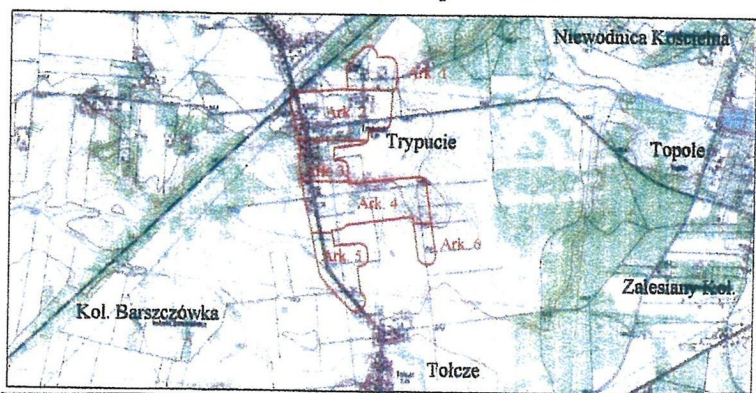 Niewodnica Kościelna
Ark. 1
Ark. 2
Trypucie
Topole
Ark. 3
Ark. 4
Ark. 5
Ark. 6
Zalesiany Kol.
Kol. Barszczówka
Tołcze